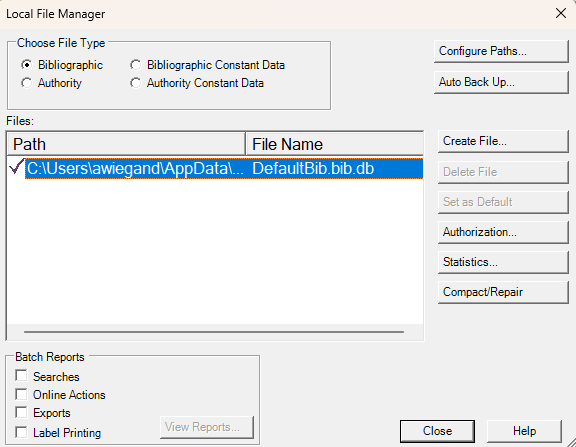 Local File Manager
Choose File Type
Bibliographic
Bibliographic Constant Data
Authority
Authority Constant Data
Configure Paths...
Auto Back Up...
Files:
Path
File Name
C:\Users\awiegand\AppData\...
DefaultBib.bib.db
Create File...
Delete File
Set as Default
Authorization...
Statistics...
Compact/Repair
Batch Reports
Searches
Online Actions
Exports
Label Printing
View Reports...
Close
Help